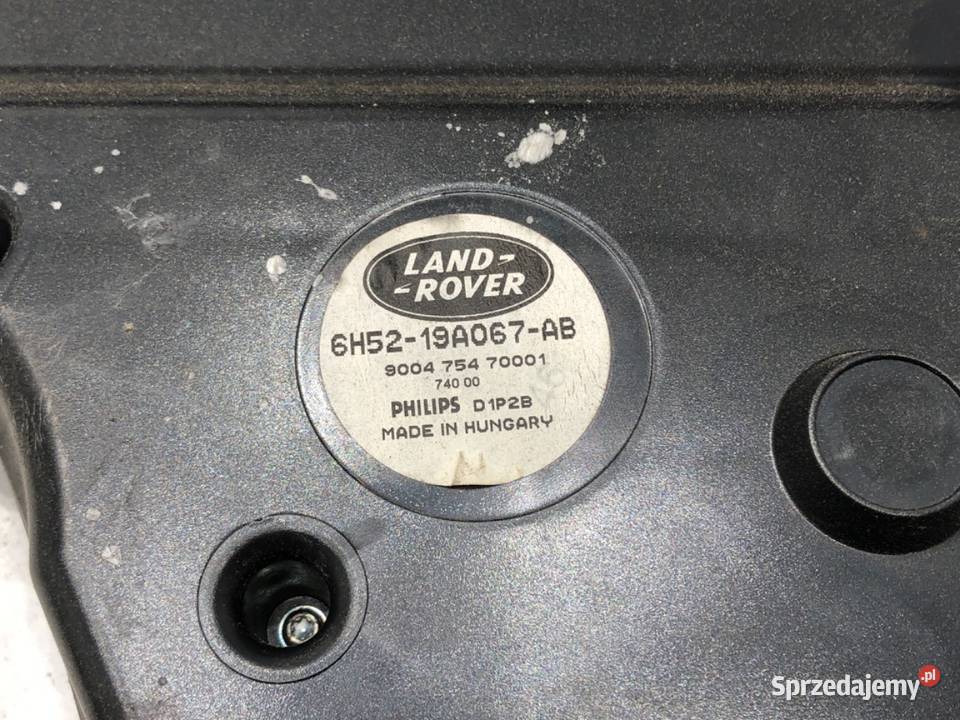 LAND-
-ROVER
6H52-19A067-AB
9004 754 70001
740 00
PHILIPS D1P2B
MADE IN HUNGARY
Sprzedajemy.pl